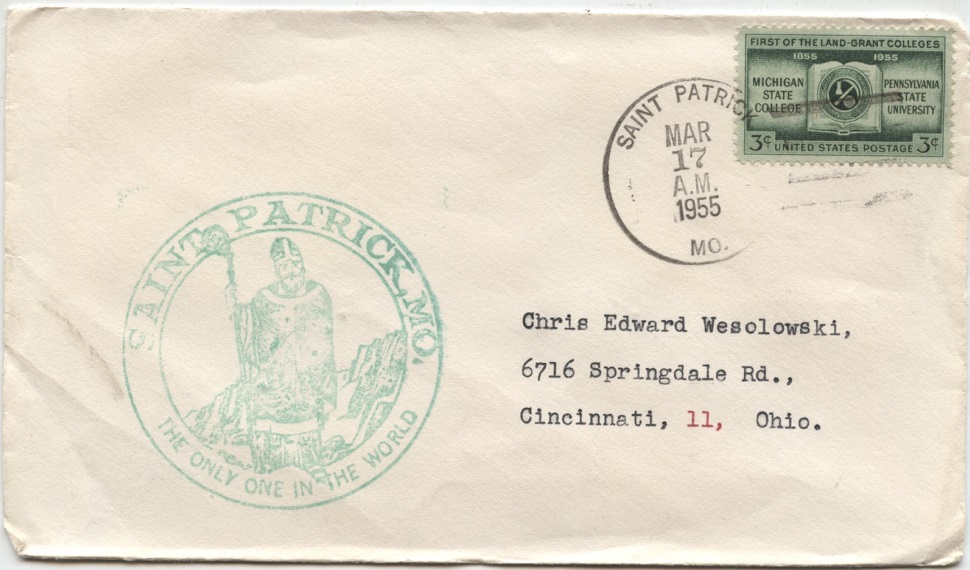 FIRST OF THE LAND-GRANT COLLEGES
1855 1955
MICHIGAN STATE COLLEGE
PENNSYLVANIA STATE UNIVERSITY
3¢ UNITED STATES POSTAGE 3¢
SAINT PATRICK
MAR
17
A.M.
1955
MO.
SAINT PATRICK, MO.
THE ONLY ONE IN THE WORLD
Chris Edward Wesolowski,
6716 Springdale Rd.,
Cincinnati, 11, Ohio.